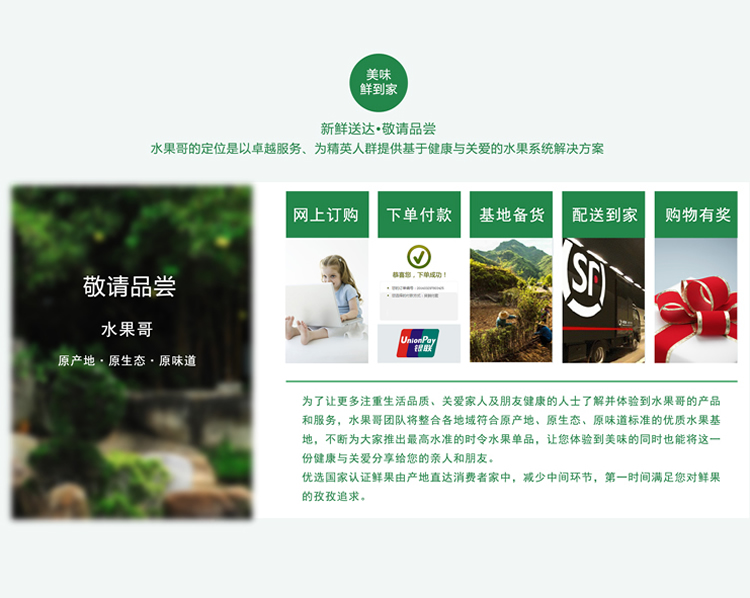 美味
鲜到家
新鲜送达•敬请品尝
水果哥的定位是以卓越服务、为精英人群提供基于健康与关爱的水果系统解决方案
敬请品尝
水果哥
原产地·原生态·原味道
网上订购
下单付款
基地备货
配送到家
购物有奖
恭喜您，下单成功！
UnionPay
银联
SF
为了让更多注重生活品质、关爱家人及朋友健康的人士了解并体验到水果哥的产品
和服务，水果哥团队将整合各地域符合原产地、原生态、原味道标准的优质水果基
地，不断为大家推出最高水准的时令水果单品，让您体验到美味的同时也能将这一
份健康与关爱分享给您的亲人和朋友。
优选国家认证鲜果由产地直达消费者家中，减少中间环节，第一时间满足您对鲜果
的孜孜追求。